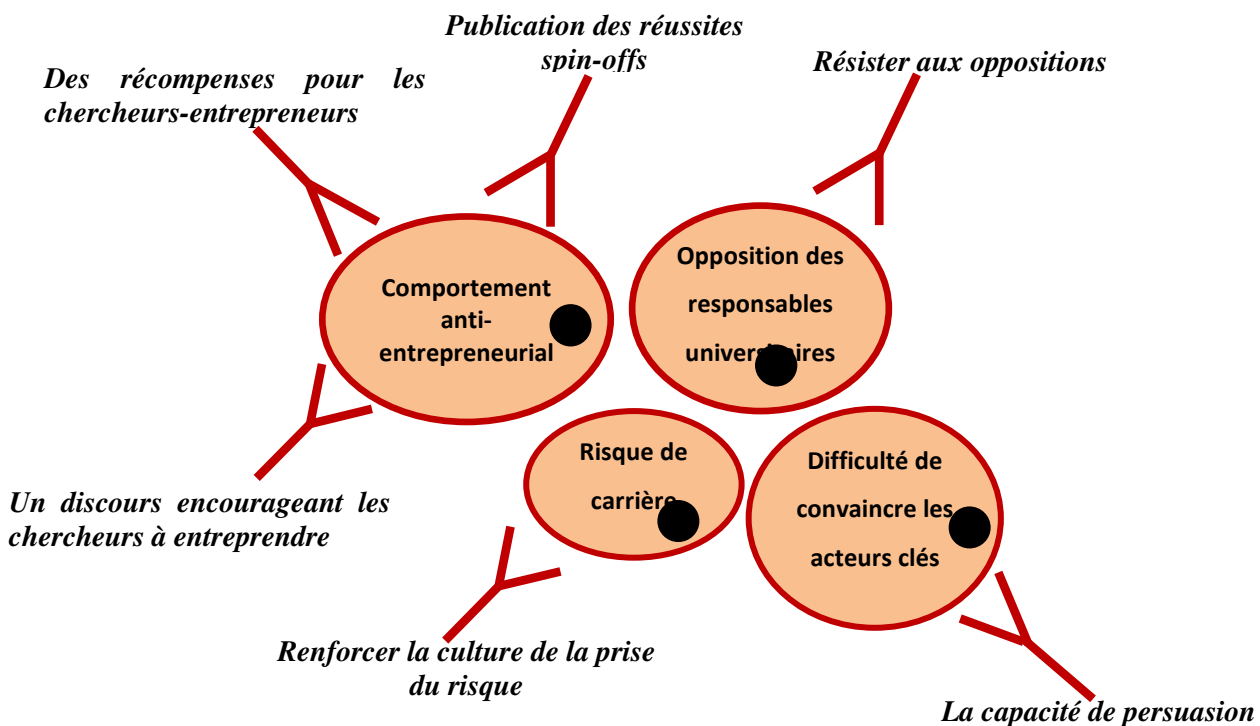 Publication des réussites
spin-offs
Des récompenses pour les
chercheurs-entrepreneurs
Résister aux oppositions
Comportement
anti-
entrepreneurial
Opposition des
responsables
universitaires
Risque de
carrière
Difficulté de
convaincre les
acteurs clés
Un discours encourageant les
chercheurs à entreprendre
Renforcer la culture de la prise
du risque
La capacité de persuasion